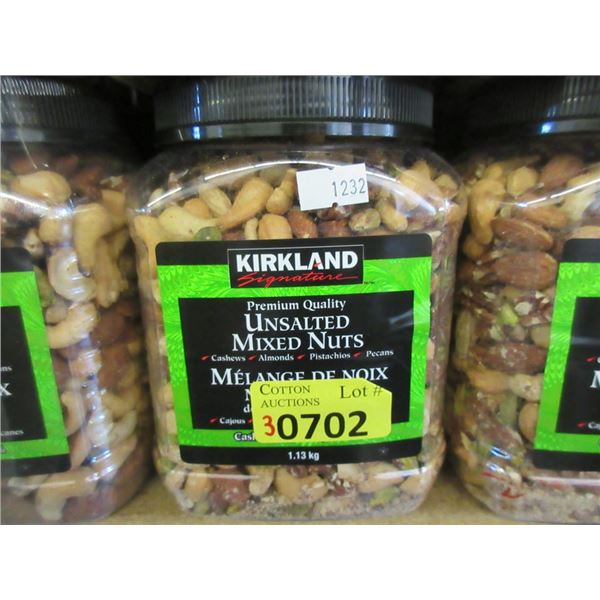 1232
KIRKLAND
Signature
Premium Quality
UNSALTED
MIXED NUTS
Cashews Almonds Pistachios Pecans
MÉLANGE DE NOIX
COTTON
AUCTIONS
Lot #
30702
Cajous
1.13 kg